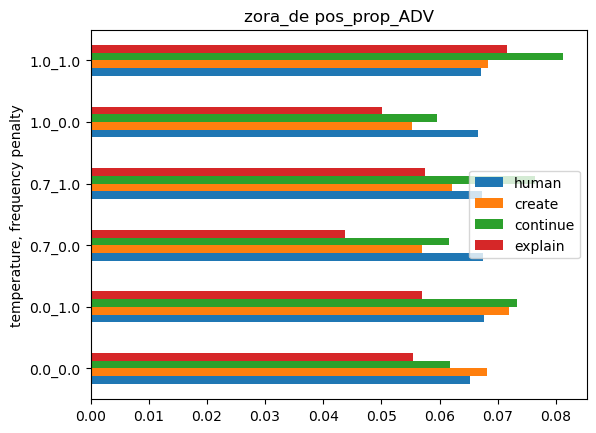 zora_de pos_prop_ADV
temperature, frequency penalty
1.0_1.0
1.0_0.0
0.7_1.0
0.7_0.0
0.0_1.0
0.0_0.0
human
create
continue
explain
0.00 0.01 0.02 0.03 0.04 0.05 0.06 0.07 0.08